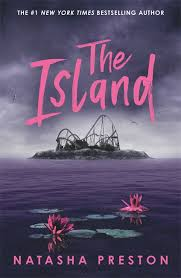 THE #1 NEW YORK TIMES BESTSELLING AUTHOR
The
Island
NATASHA PRESTON